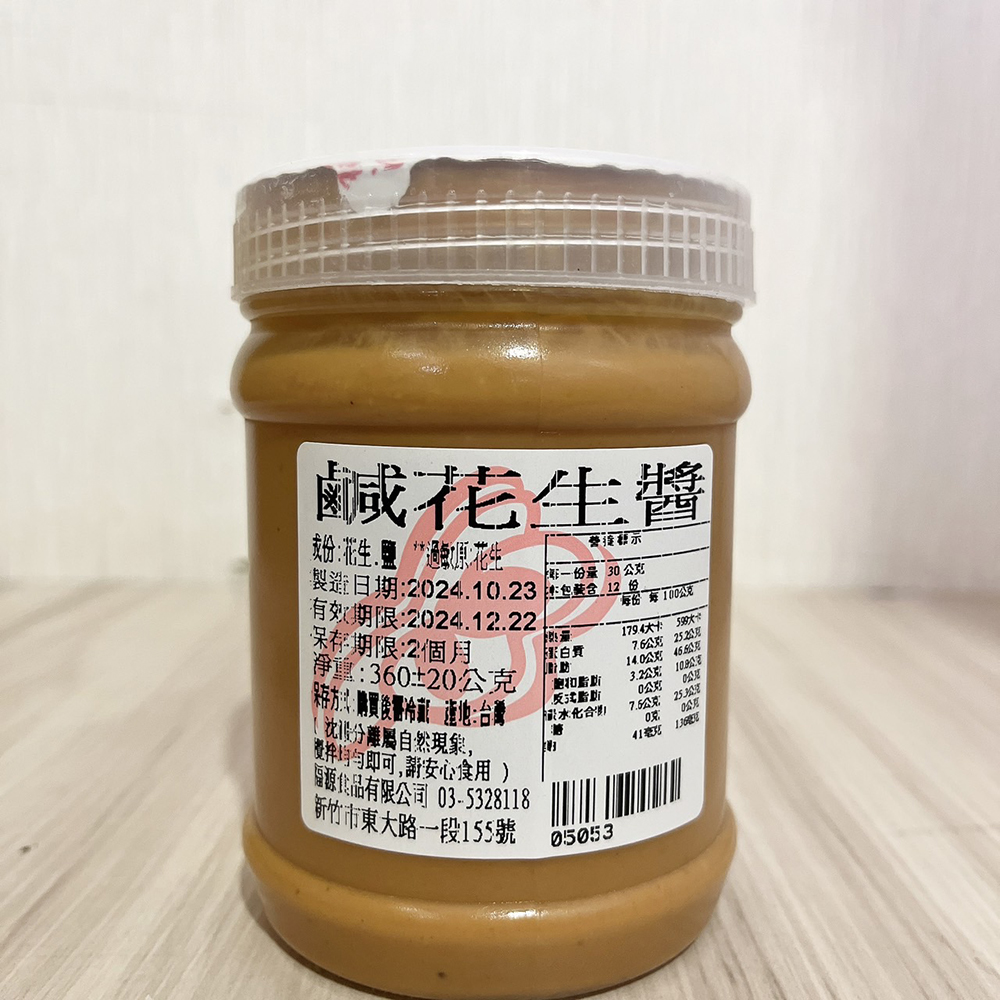 鹹花生醬
成份:花生.鹽 **過敏原:花生
製造日期:2024.10.23
有效期限:2024.12.22
保存期限:2個月
淨重:360±20公克
保存方式:購買後需冷藏 產地:台灣
(沈澱分離屬自然現象,
攪拌均勻即可,請安心食用 )
福源食品有限公司 03-5328118
新竹市東大路一段155號
營養標示
每一份量 30 公克
本包裝含 12 份
每份 每 100公克
熱量 179.4大卡 599大卡
蛋白質 7.6公克 25.2公克
脂肪 14.0公克 46.6公克
飽和脂肪 3.2公克 10.8公克
反式脂肪 0公克 0公克
碳水化合物 7.6公克 25.3公克
糖 0克 0公克
鈉 41毫克 136毫克
05053